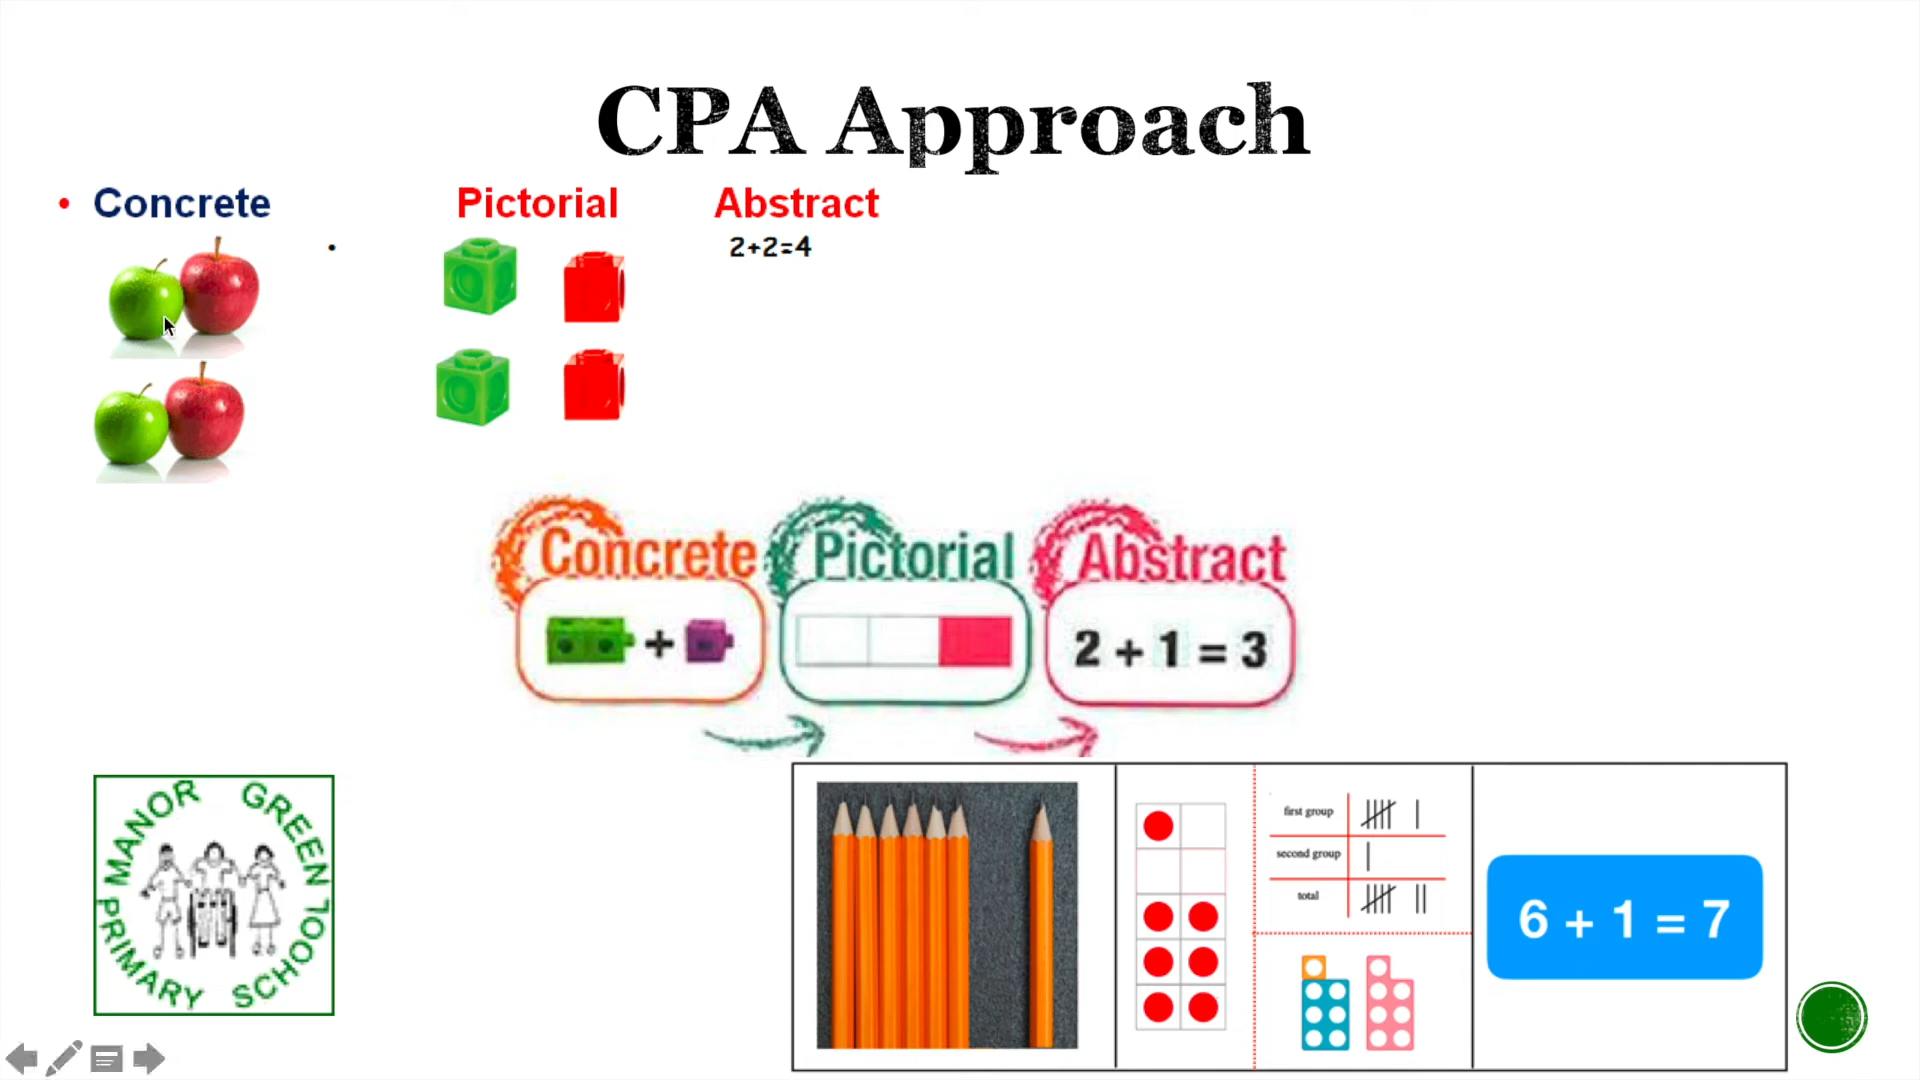 CPA Approach
• Concrete Pictorial Abstract
• 2+2=4
Concrete Pictorial Abstract
+ 2 + 1 = 3
first group
second group
total
6 + 1 = 7
MANOR GREEN
PRIMARY SCHOOL